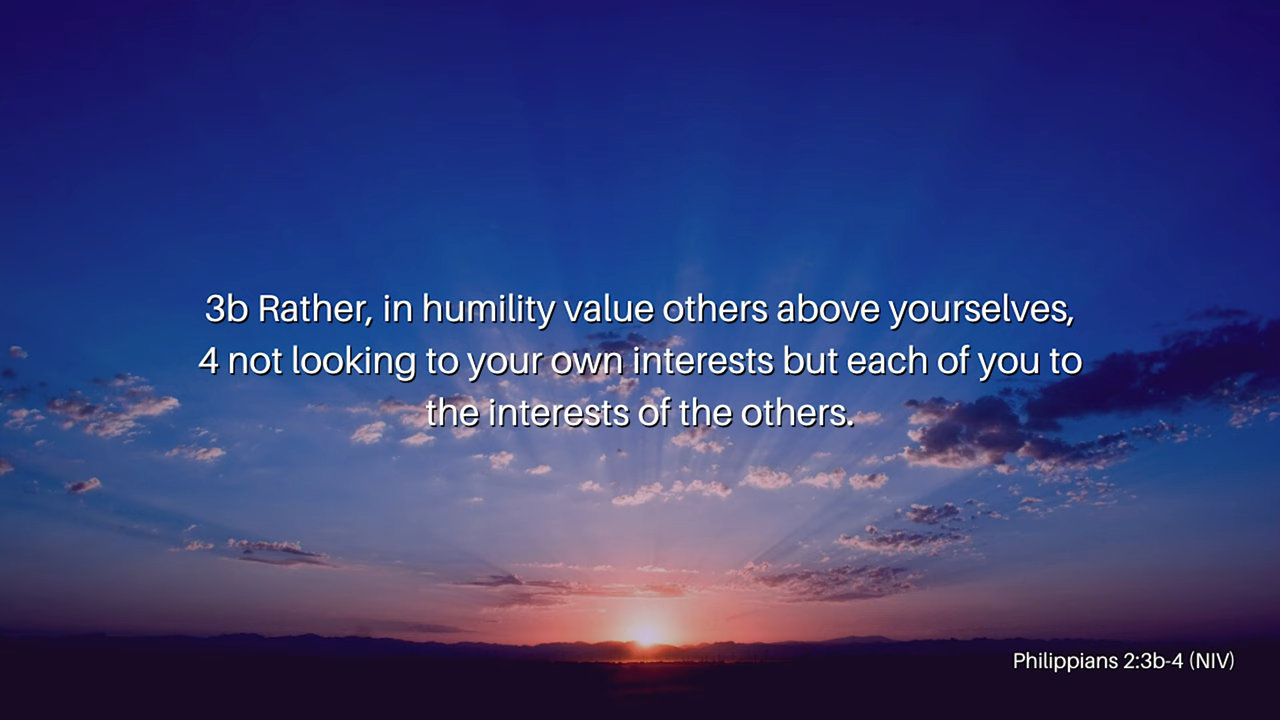 3b Rather, in humility value others above yourselves,
4 not looking to your own interests but each of you to
the interests of the others.
Philippians 2:3b-4 (NIV)